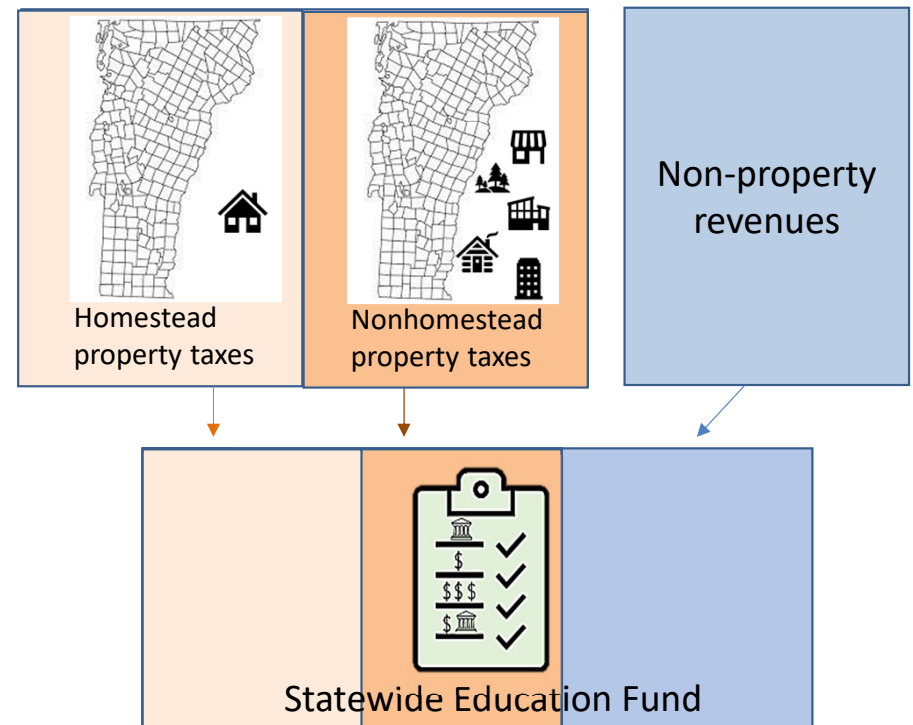 Homestead
property taxes
Nonhomestead
property taxes
Non-property
revenues
$
$$$
$
Statewide Education Fund